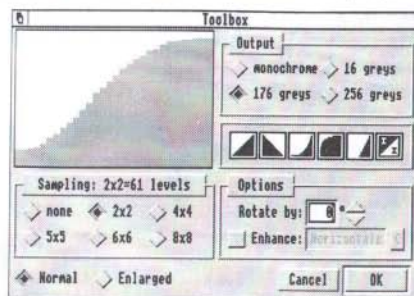 Toolbox
Output
monochrome 16 greys
176 greys 256 greys
Sampling: 2x2=61 levels
none 2x2 4x4
5x5 6x6 8x8
Options
Rotate by: 0 °
Enhance: Horizontals
Normal Enlarged
Cancel OK